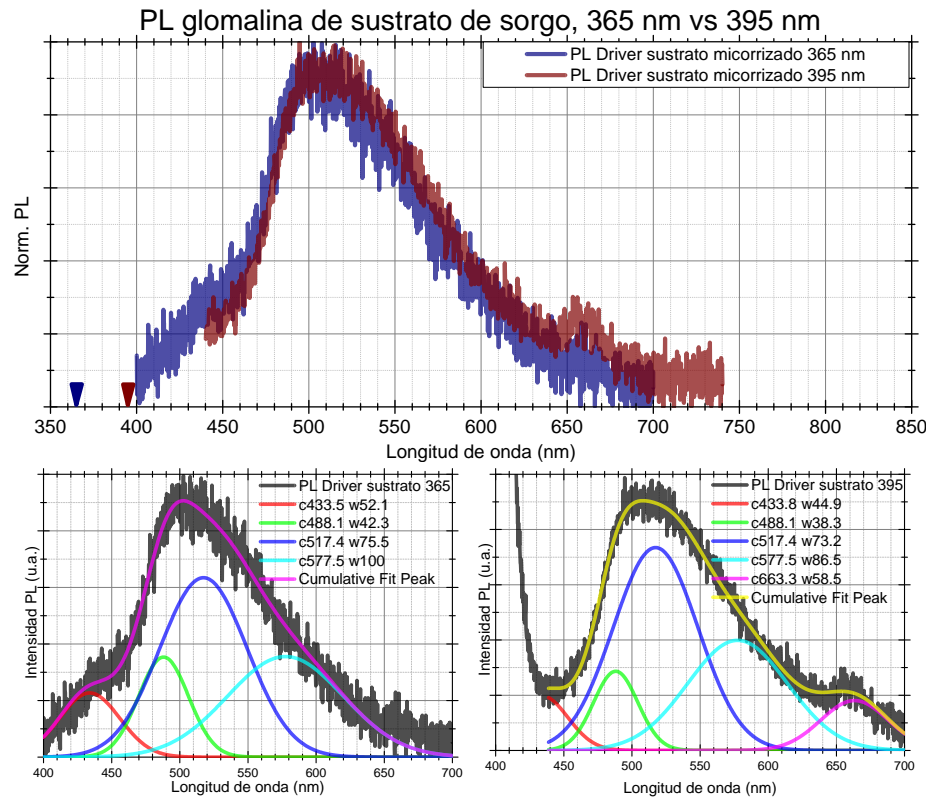 PL glomalina de sustrato de sorgo, 365 nm vs 395 nm
PL Driver sustrato micorrizado 365 nm
PL Driver sustrato micorrizado 395 nm
Norm. PL
350 400 450 500 550 600 650 700 750 800 850
Longitud de onda (nm)
PL Driver sustrato 365
c433.5 w52.1
c488.1 w42.3
c517.4 w75.5
c577.5 w100
Cumulative Fit Peak
Intensidad PL (u.a.)
400 450 500 550 600 650 700
Longitud de onda (nm)
PL Driver sustrato 395
c433.8 w44.9
c488.1 w38.3
c517.4 w73.2
c577.5 w86.5
c663.3 w58.5
Cumulative Fit Peak
Intensidad PL (u.a.)
400 450 500 550 600 650 700
Longitud de onda (nm)